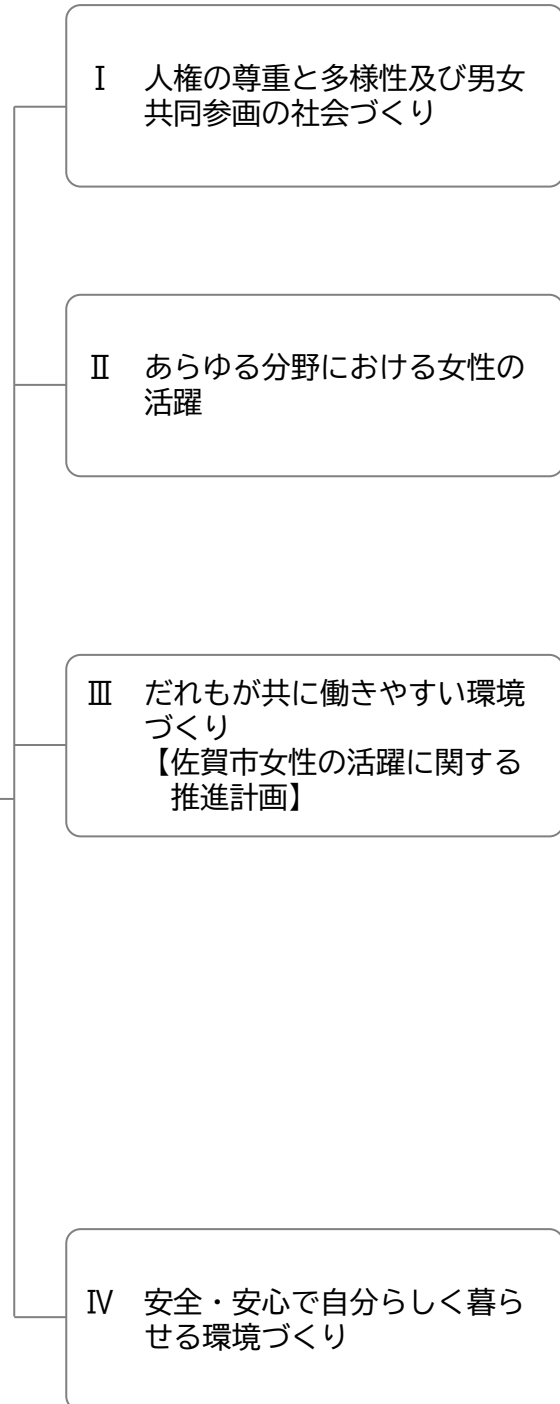 Ⅰ　人権の尊重と多様性及び男女
共同参画の社会づくり
Ⅱ　あらゆる分野における女性の
活躍
Ⅲ　だれもが共に働きやすい環境
づくり
【佐賀市女性の活躍に関する
推進計画】
Ⅳ　安全・安心で自分らしく暮ら
せる環境づくり